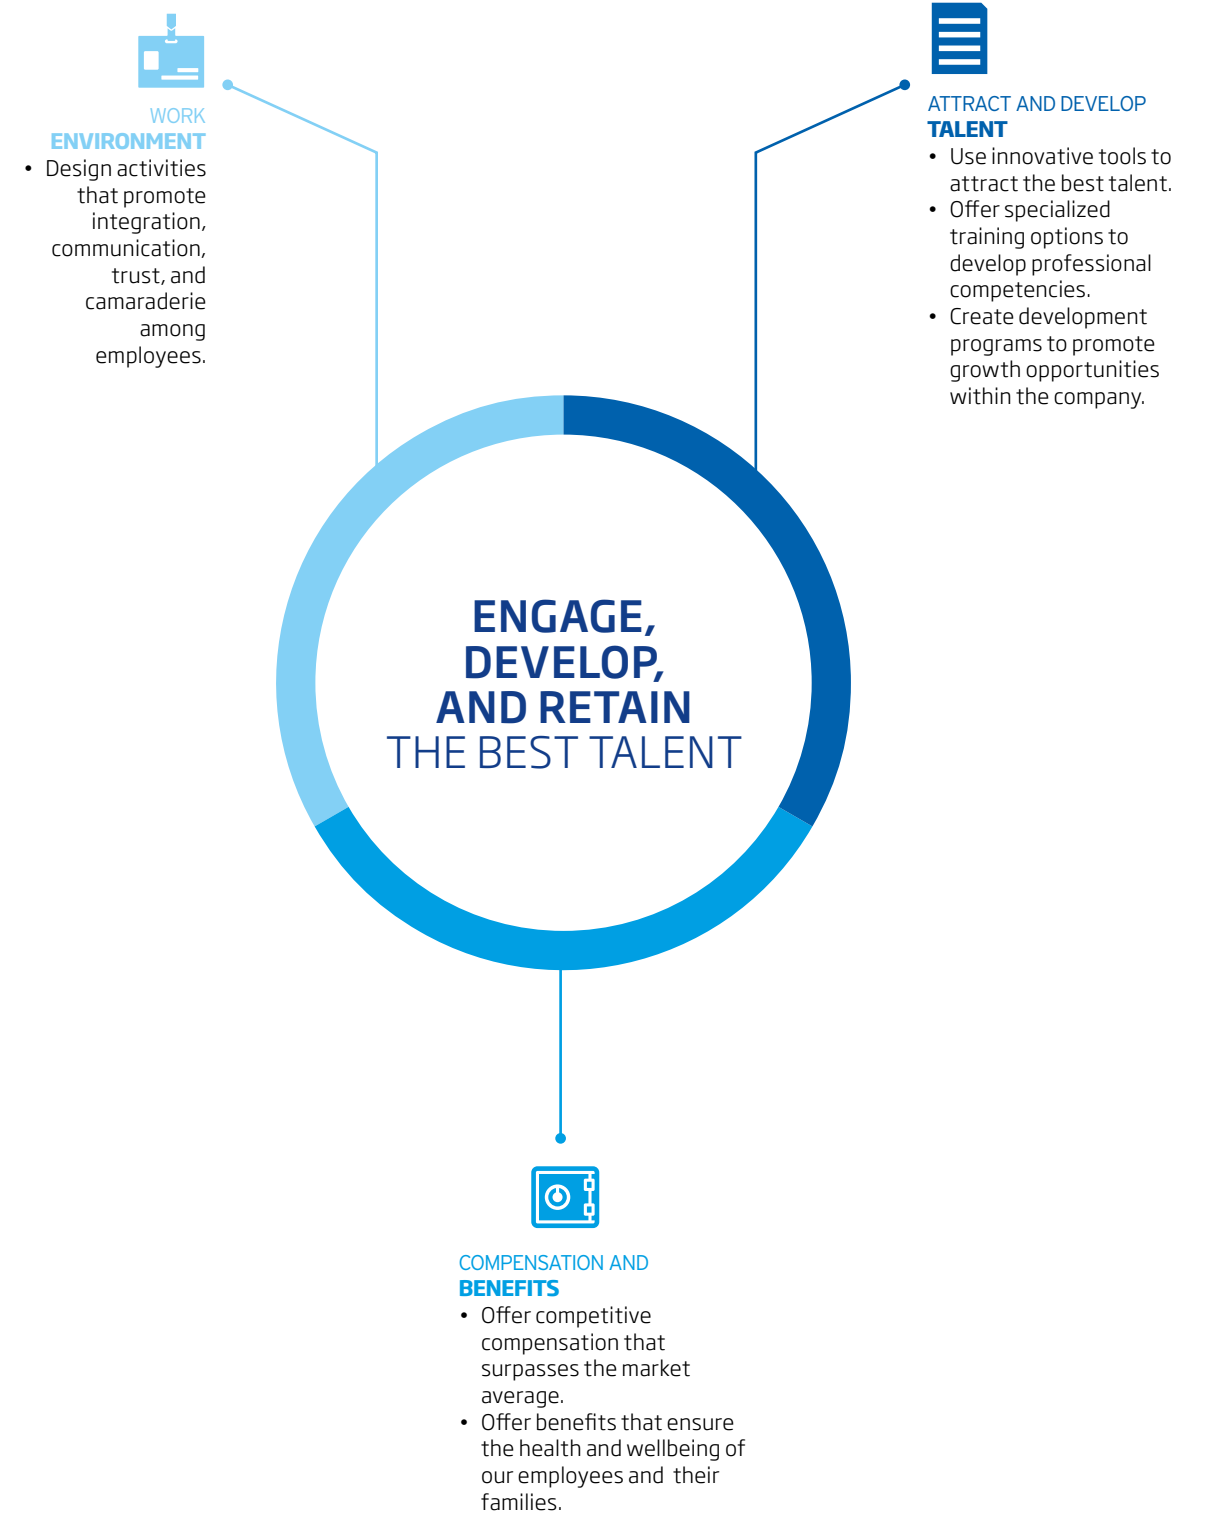 WORK
ENVIRONMENT
• Design activities
that promote
integration,
communication,
trust, and
camaraderie
among
employees.
ATTRACT AND DEVELOP
TALENT
• Use innovative tools to
attract the best talent.
• Offer specialized
training options to
develop professional
competencies.
• Create development
programs to promote
growth opportunities
within the company.
ENGAGE,
DEVELOP,
AND RETAIN
THE BEST TALENT
COMPENSATION AND
BENEFITS
• Offer competitive
compensation that
surpasses the market
average.
• Offer benefits that ensure
the health and wellbeing of
our employees and their
families.